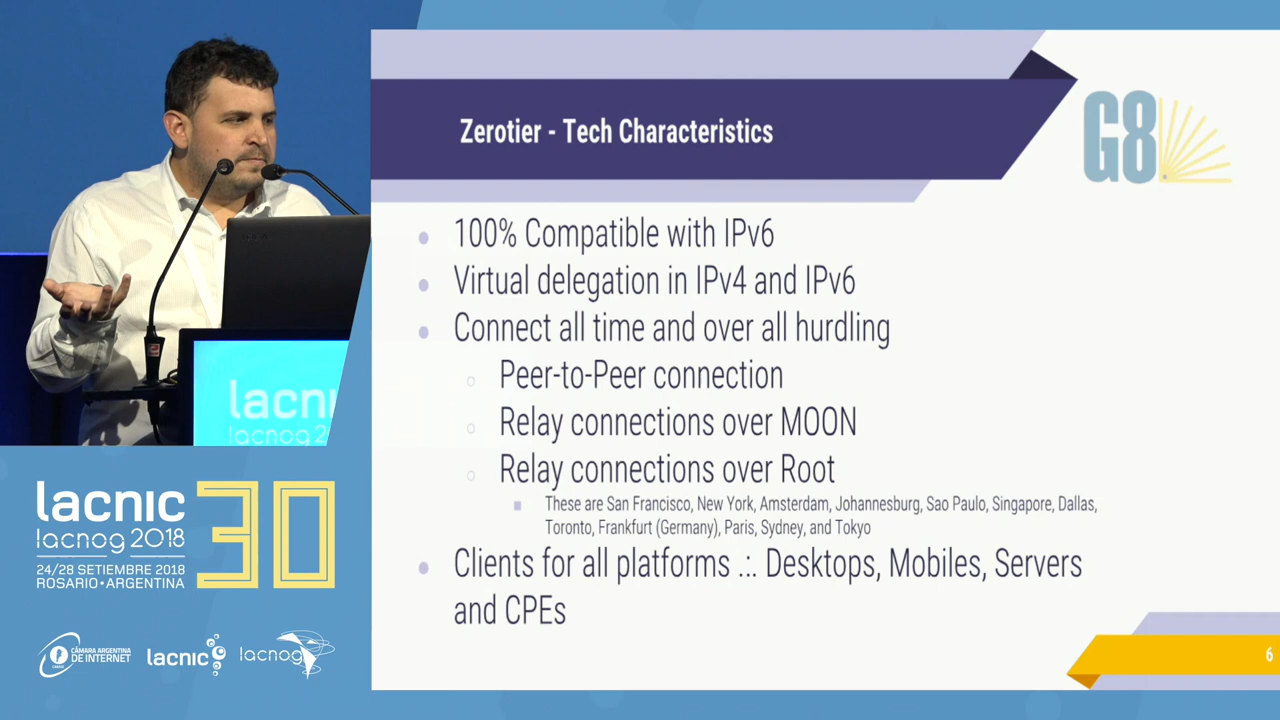 Zerotier - Tech Characteristics
G8
100% Compatible with IPv6
Virtual delegation in IPv4 and IPv6
Connect all time and over all hurdling
Peer-to-Peer connection
Relay connections over MOON
Relay connections over Root
These are San Francisco, New York, Amsterdam, Johannesburg, Sao Paulo, Singapore, Dallas,
Toronto, Frankfurt (Germany), Paris, Sydney, and Tokyo
Clients for all platforms .:. Desktops, Mobiles, Servers
and CPEs
6
lacni
lacnog 2
lacnic
lacnog 2018
30
24/28 SETIEMBRE 2018
ROSARIO•ARGENTINA
CÁMARA ARGENTINA
DE INTERNET
lacnic
lacnog